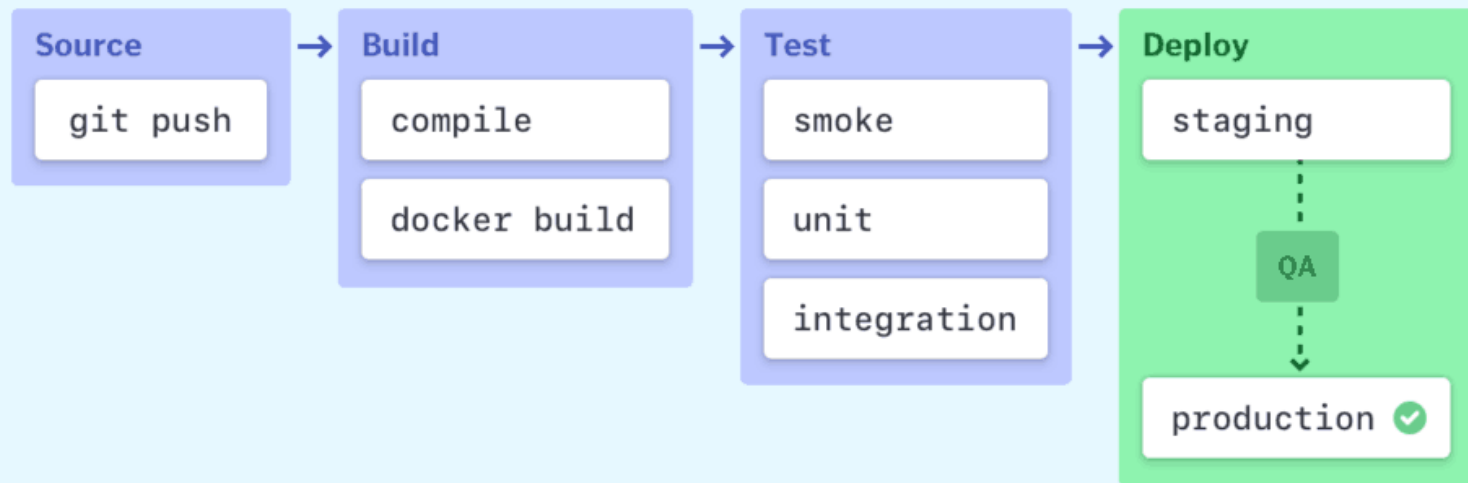 Source
git push
Build
compile
docker build
Test
smoke
unit
integration
Deploy
staging
QA
production